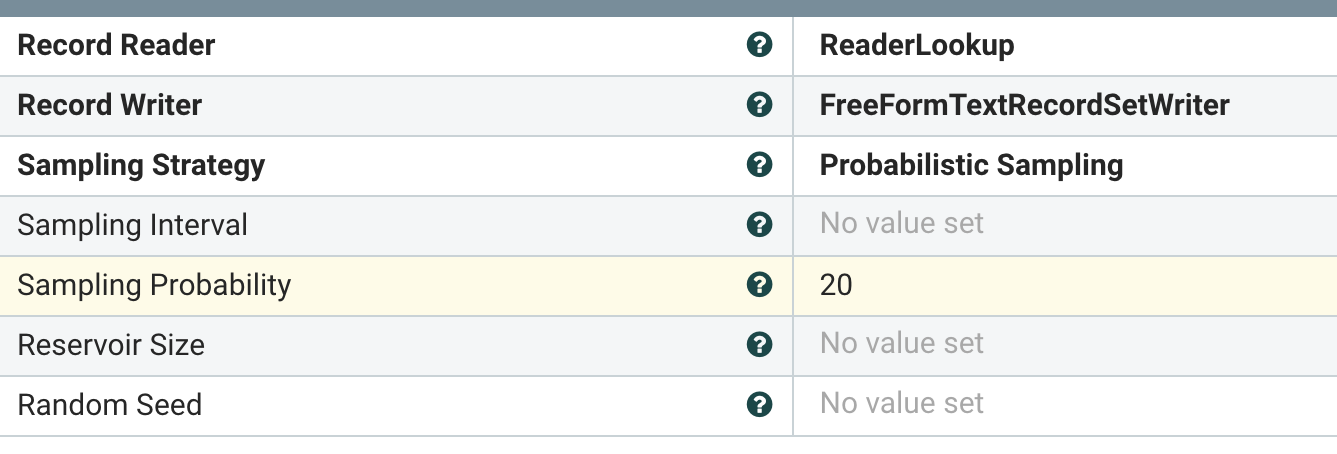 Record Reader ? ReaderLookup
Record Writer ? FreeFormTextRecordSetWriter
Sampling Strategy ? Probabilistic Sampling
Sampling Interval ? No value set
Sampling Probability ? 20
Reservoir Size ? No value set
Random Seed ? No value set